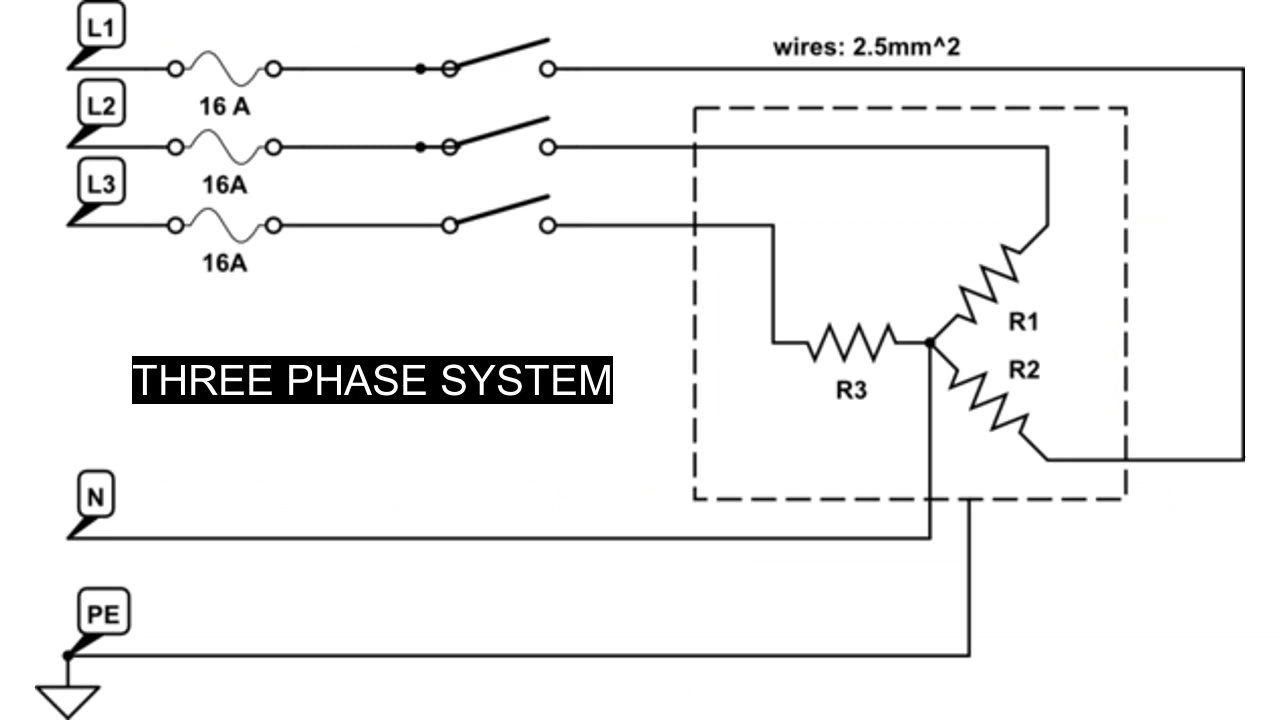 L1
wires: 2.5mm^2
16 A
L2
16A
L3
16A
R1
R2
R3
THREE PHASE SYSTEM
N
PE